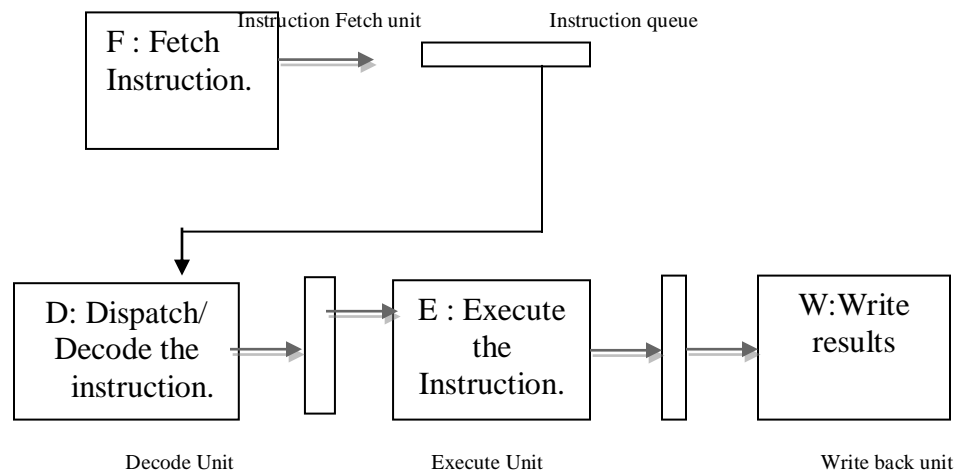 Instruction Fetch unit
Instruction queue
F : Fetch
Instruction.
D: Dispatch/
Decode the
instruction.
E : Execute
the
Instruction.
W:Write
results
Decode Unit
Execute Unit
Write back unit